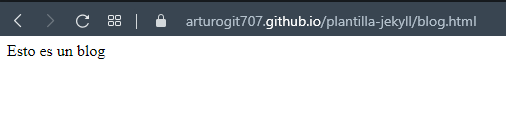 arturogit707.github.io/plantilla-jekyll/blog.html
Esto es un blog